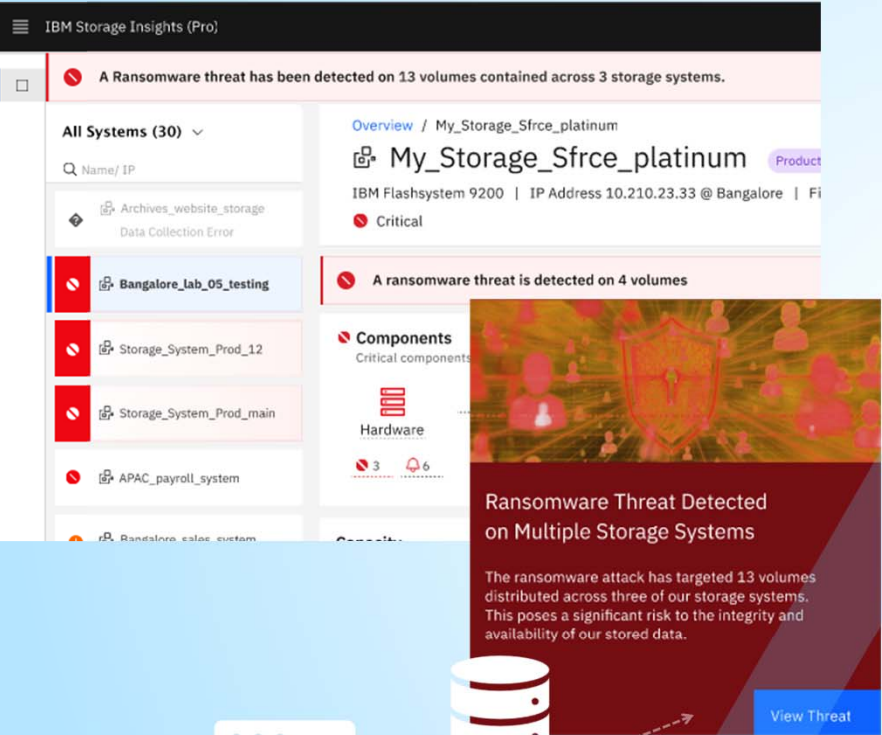 IBM Storage Insights (Pro)
A Ransomware threat has been detected on 13 volumes contained across 3 storage systems.
All Systems (30)
Name/ IP
Archives_website_storage
Data Collection Error
Bangalore_lab_05_testing
Storage_System_Prod_12
Storage_System_Prod_main
APAC_payroll_system
Bangalore_sales_system
Overview / My_Storage_Sfrce_platinum
My_Storage_Sfrce_platinum
Product
IBM Flashsystem 9200 | IP Address 10.210.23.33 @ Bangalore | Fi
Critical
A ransomware threat is detected on 4 volumes
Components
Critical components
Hardware
3 6
Capacity
Ransomware Threat Detected
on Multiple Storage Systems
The ransomware attack has targeted 13 volumes
distributed across three of our storage systems.
This poses a significant risk to the integrity and
availability of our stored data.
View Threat